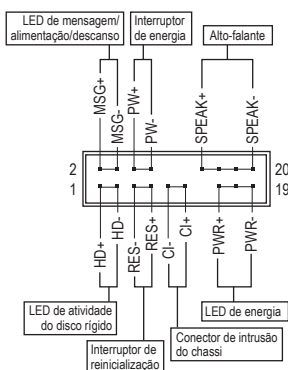 LED de mensagem/
alimentação/descanso
Interruptor
de energia
Alto-falante
MSG+
MSG-
PW+
PW-
SPEAK+
SPEAK-
2
20
1
19
HD+
HD-
RES-
RES+
CI-
CI+
PWR+
PWR-
LED de atividade
do disco rígido
LED de energia
Interruptor de
reinicialização
Conector de intrusão
do chassi